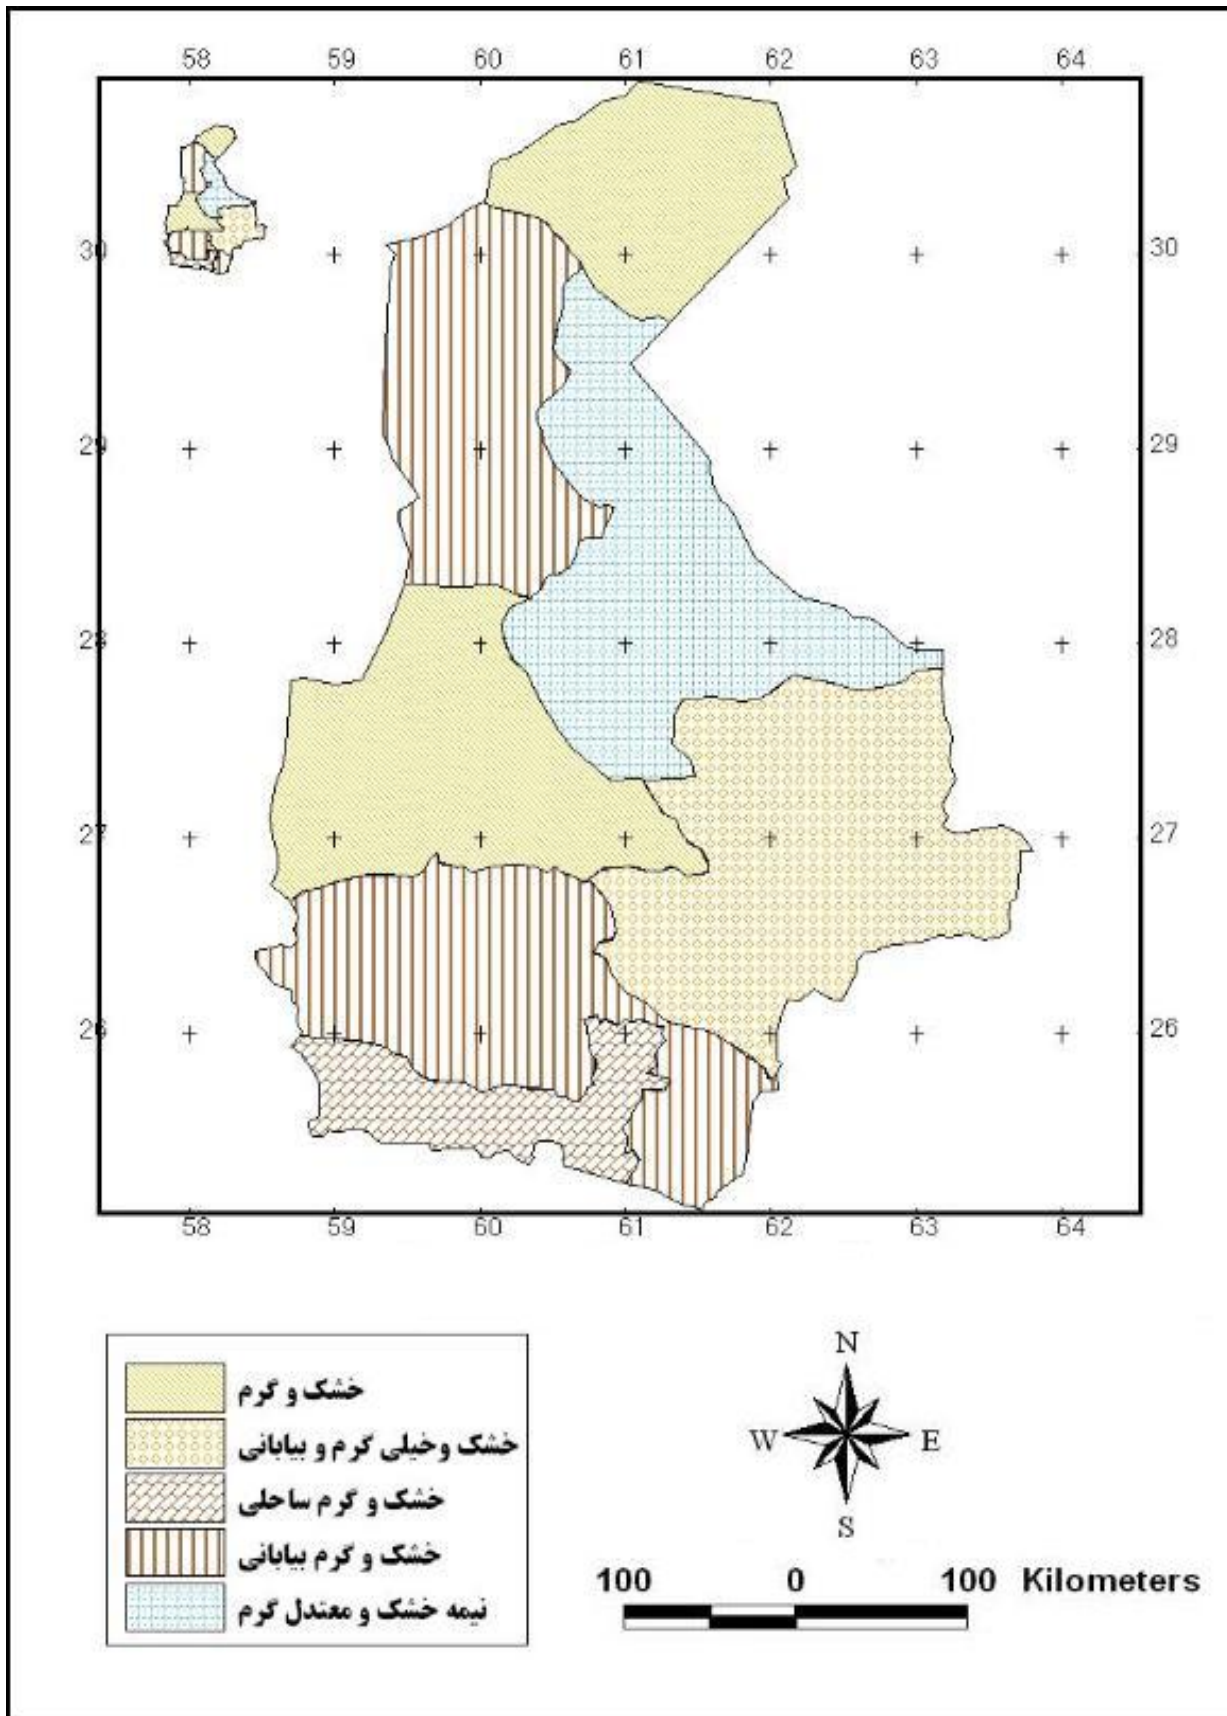 58 59 60 61 62 63 64
30 30
29 29
28 28
27 27
26 26
58 59 60 61 62 63 64
خشک و گرم
خشک وخیلی گرم و بیابانی
خشک و گرم ساحلی
خشک و گرم بیابانی
نیمه خشک و معتدل گرم
N
W E
S
100 0 100 Kilometers